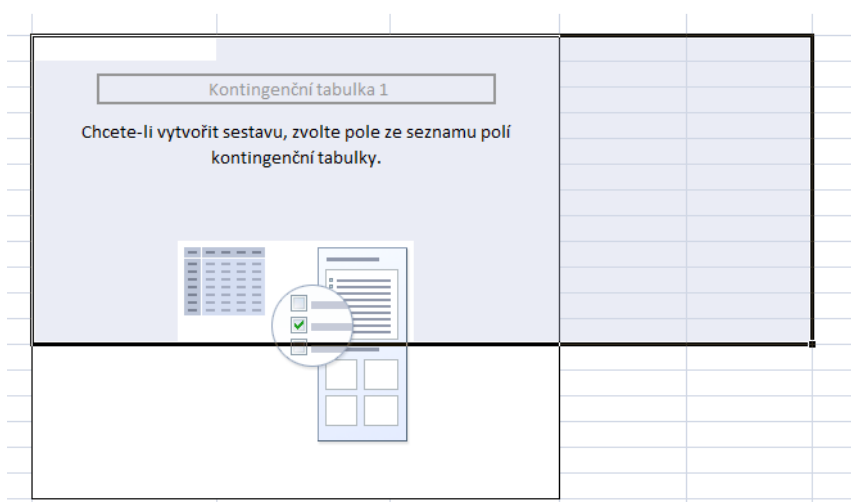 Kontingenční tabulka 1
Chcete-li vytvořit sestavu, zvolte pole ze seznamu polí
kontingenční tabulky.